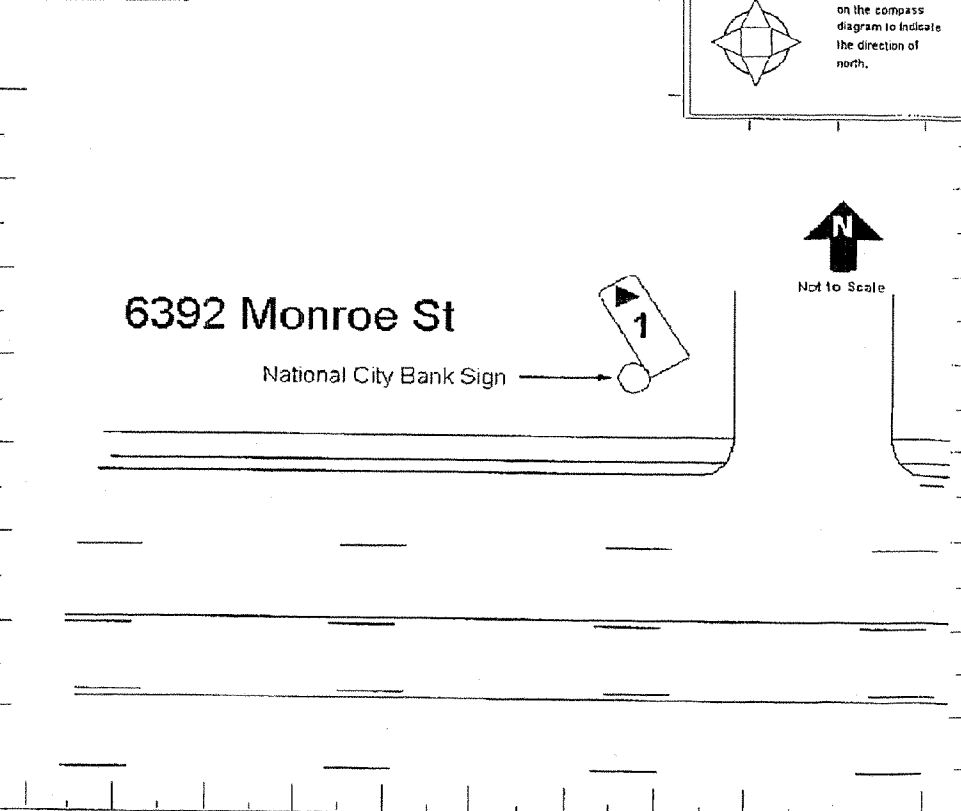 on the compass
diagram to indicate
the direction of
north.
N
Not to Scale
6392 Monroe St
1
National City Bank Sign